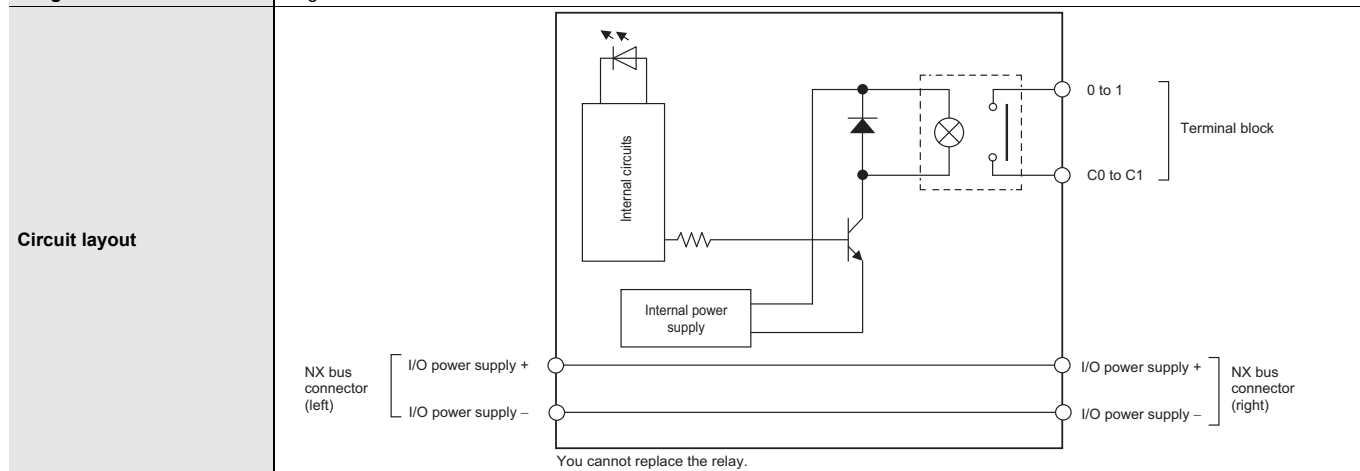 Circuit layout
Internal circuits
0 to 1
Terminal block
C0 to C1
Internal power
supply
NX bus
connector
(left)
I/O power supply +
I/O power supply −
I/O power supply +
I/O power supply −
NX bus
connector
(right)
You cannot replace the relay.